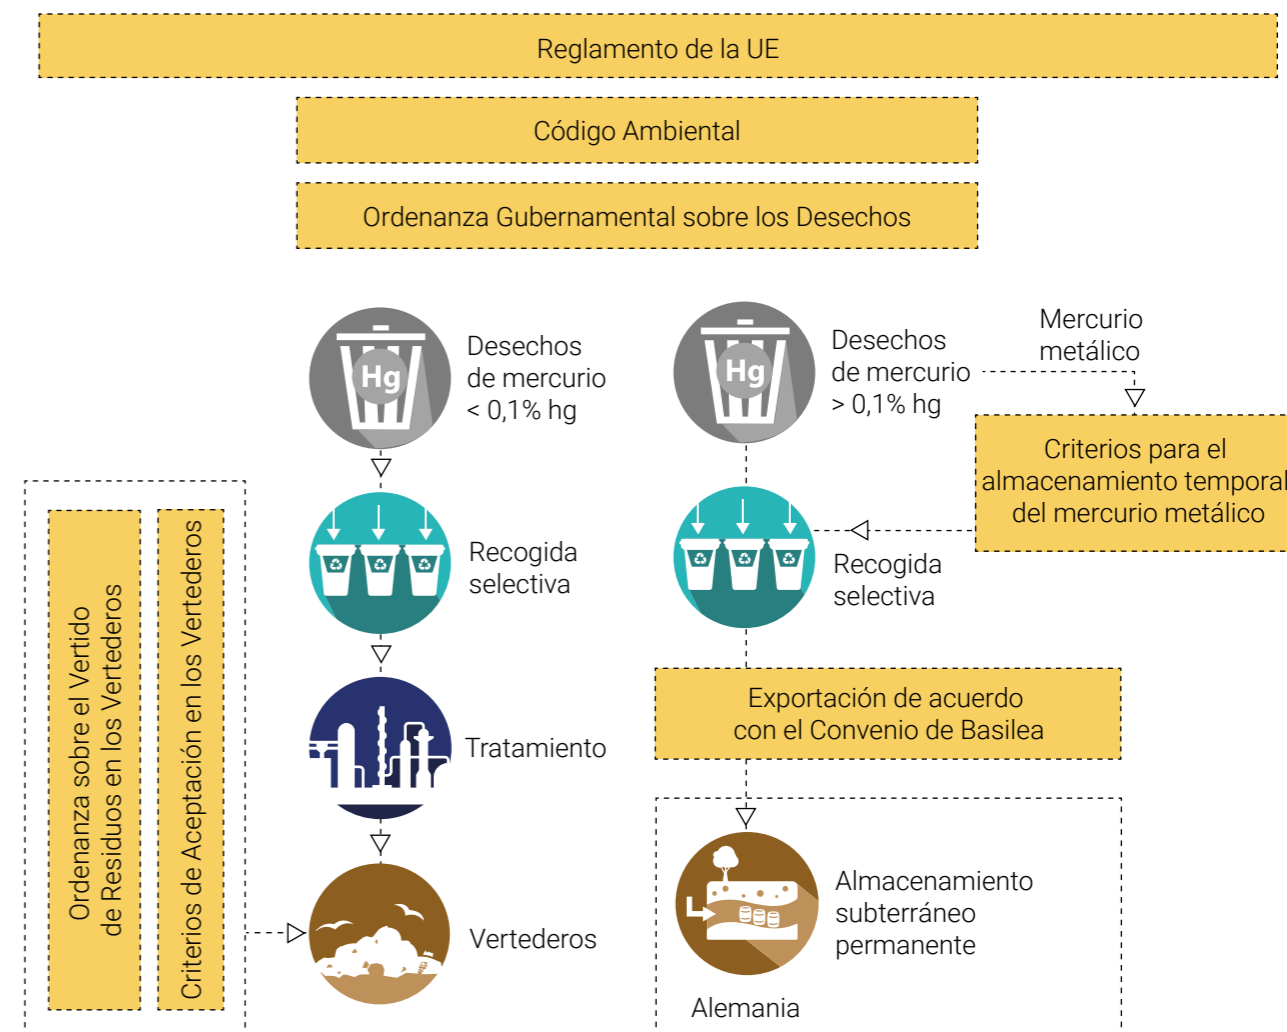 Reglamento de la UE
Código Ambiental
Ordenanza Gubernamental sobre los Desechos
Hg
Desechos
de mercurio
< 0,1% hg
Hg
Desechos
de mercurio
> 0,1% hg
Mercurio
metálico
Criterios para el
almacenamiento temporal
del mercurio metálico
Recogida
selectiva
Recogida
selectiva
Ordenanza sobre el Vertido
de Residuos en los Vertederos
Criterios de Aceptación en los Vertederos
Tratamiento
Exportación de acuerdo
con el Convenio de Basilea
Vertederos
Almacenamiento
subterráneo
permanente
Alemania